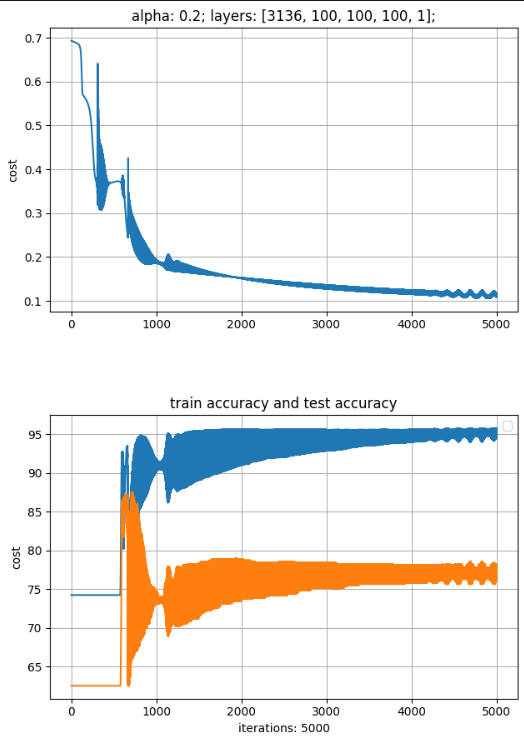 alpha: 0.2; layers: [3136, 100, 100, 100, 1];
0.7
0.6
0.5
0.4
0.3
0.2
0.1
cost
0 1000 2000 3000 4000 5000
train accuracy and test accuracy
95
90
85
80
75
70
65
cost
0 1000 2000 3000 4000 5000
iterations: 5000